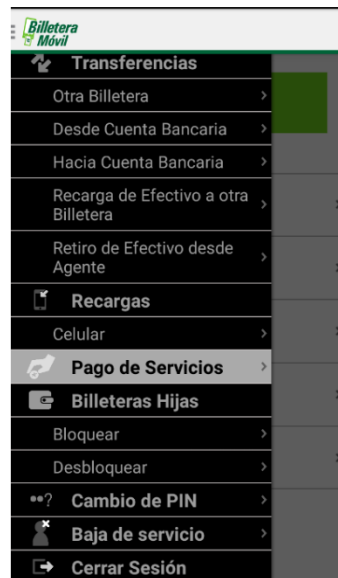 Billetera
Móvil
Transferencias
Otra Billetera
Desde Cuenta Bancaria
Hacia Cuenta Bancaria
Recarga de Efectivo a otra
Billetera
Retiro de Efectivo desde
Agente
Recargas
Celular
Pago de Servicios
Billeteras Hijas
Bloquear
Desbloquear
Cambio de PIN
Baja de servicio
Cerrar Sesión